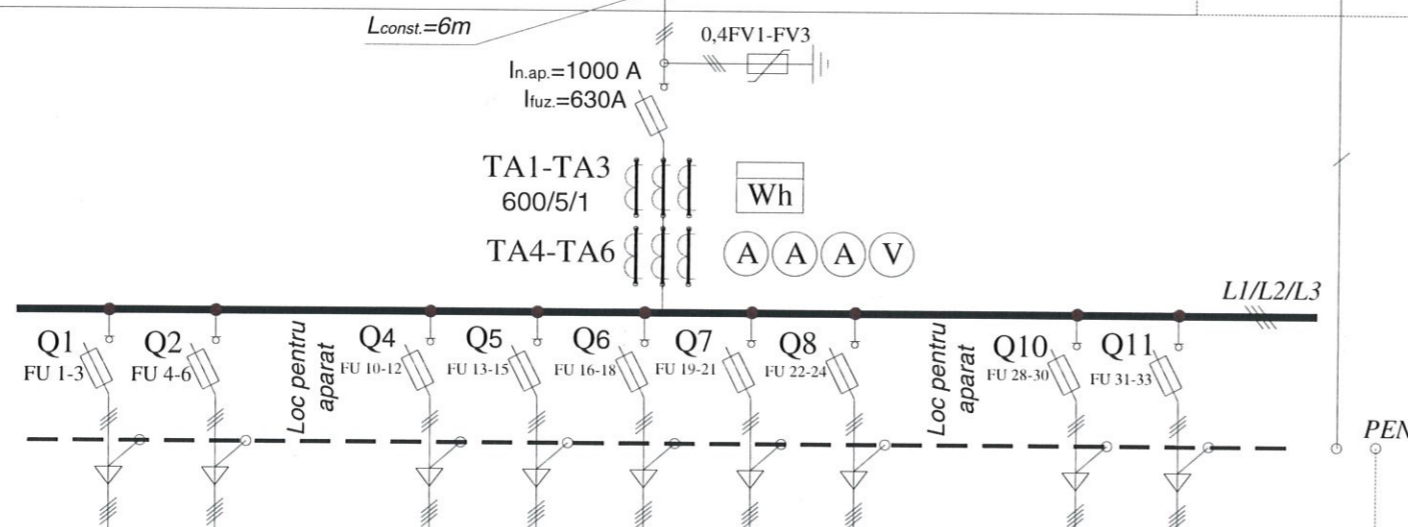 Lconst.=6m
0,4FV1-FV3
In.ap.=1000 A
Ifuz.=630A
TA1-TA3
600/5/1
Wh
TA4-TA6
A A A V
L1/L2/L3
Q1
FU 1-3
Q2
FU 4-6
Loc pentru
aparat
Q4
FU 10-12
Q5
FU 13-15
Q6
FU 16-18
Q7
FU 19-21
Q8
FU 22-24
Loc pentru
aparat
Q10
FU 28-30
Q11
FU 31-33
PEN